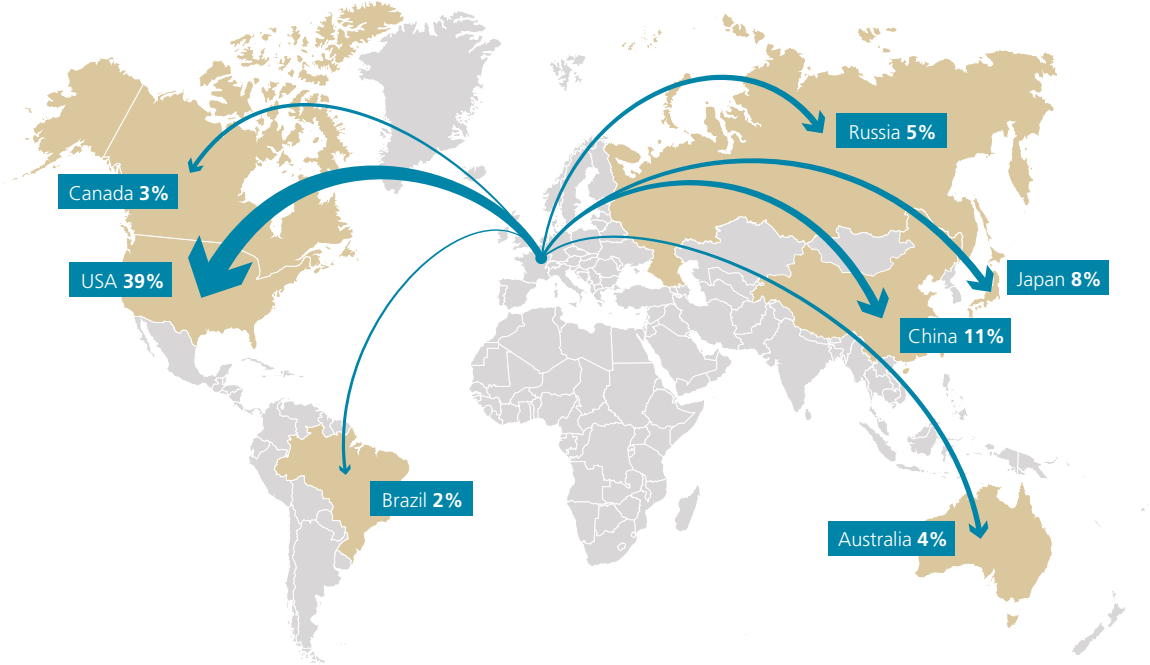 Russia 5%
Canada 3%
USA 39%
Japan 8%
China 11%
Brazil 2%
Australia 4%